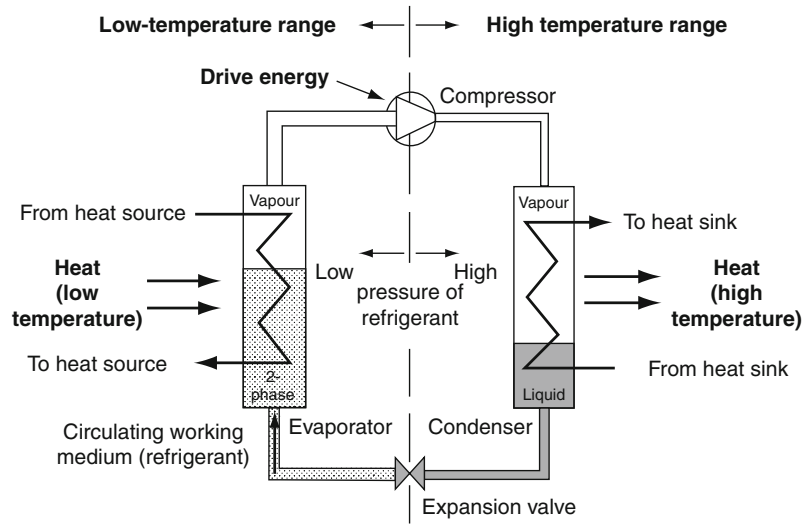 Low-temperature range
High temperature range
Drive energy
Compressor
Vapour
Vapour
From heat source
To heat sink
Low
High
pressure of
refrigerant
Heat
(low
temperature)
Heat
(high
temperature)
To heat source
From heat sink
2-
phase
Liquid
Circulating working
medium (refrigerant)
Evaporator
Condenser
Expansion valve